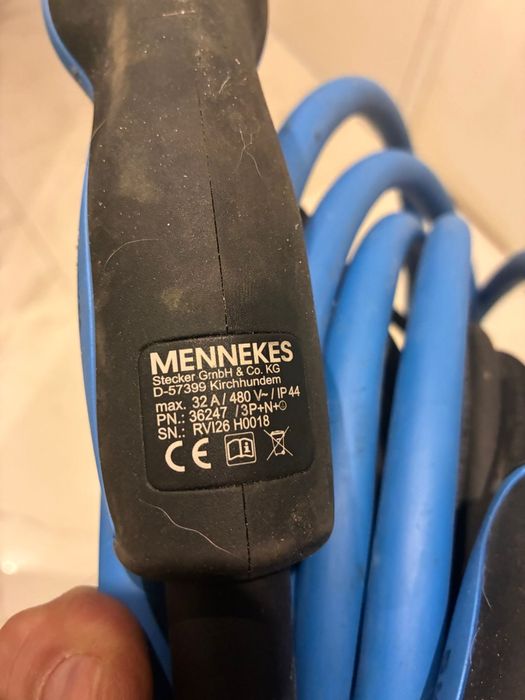 MENNEKES
Stecker GmbH & Co. KG
D-57399 Kirchhundem
max. 32 A / 480 V~ / IP 44
PN.: 36247 / 3P+N+⏚
SN.: RVI26 H0018
CE